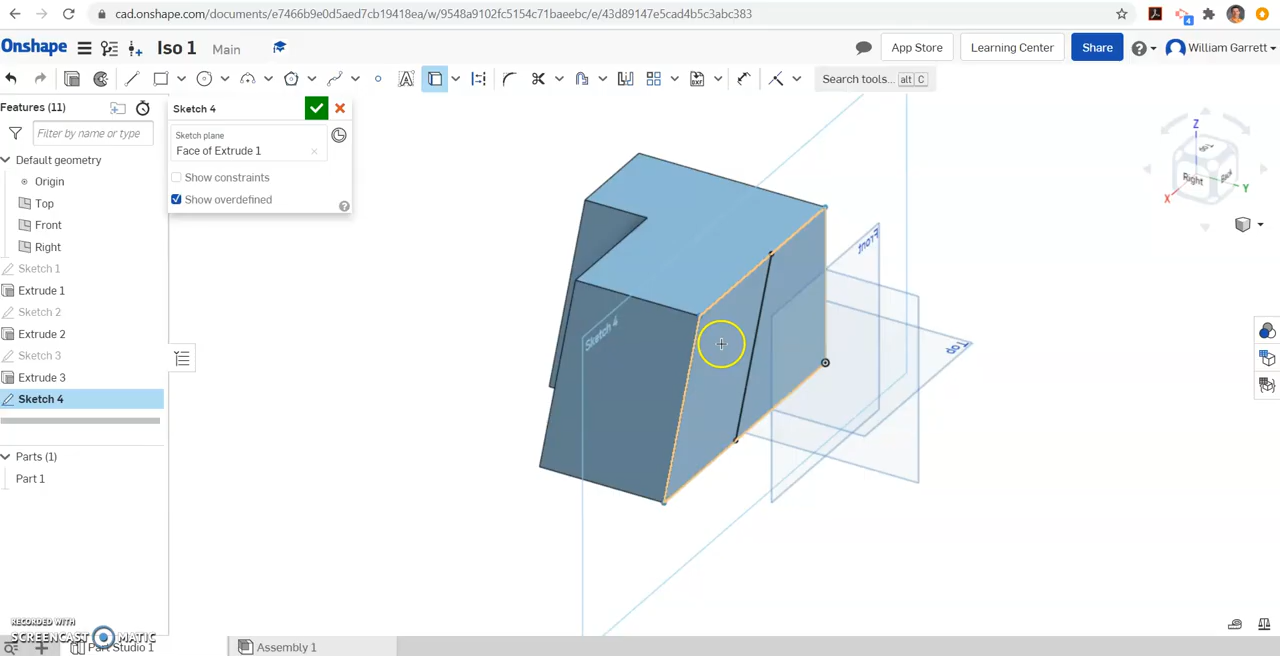 cad.onshape.com/documents/e7466b9e0d5aed7cb19418ea/w/9548a9102fc5154c71baeebc/e/43d89147e5cad4b5c3abc383
4
Onshape
Iso 1
Main
App Store
Learning Center
Share
William Garrett
Search tools...
alt
C
Features (11)
Filter by name or type
Default geometry
Origin
Top
Front
Right
Sketch 1
Extrude 1
Sketch 2
Extrude 2
Sketch 3
Extrude 3
Sketch 4
Parts (1)
Part 1
Sketch 4
Sketch plane
Face of Extrude 1
Show constraints
Show overdefined
Sketch 4
Front
Top
Z
Top
Right
Back
X
Y
RECORDED WITH
SCREENCAST MATIC
Part Studio 1
Assembly 1